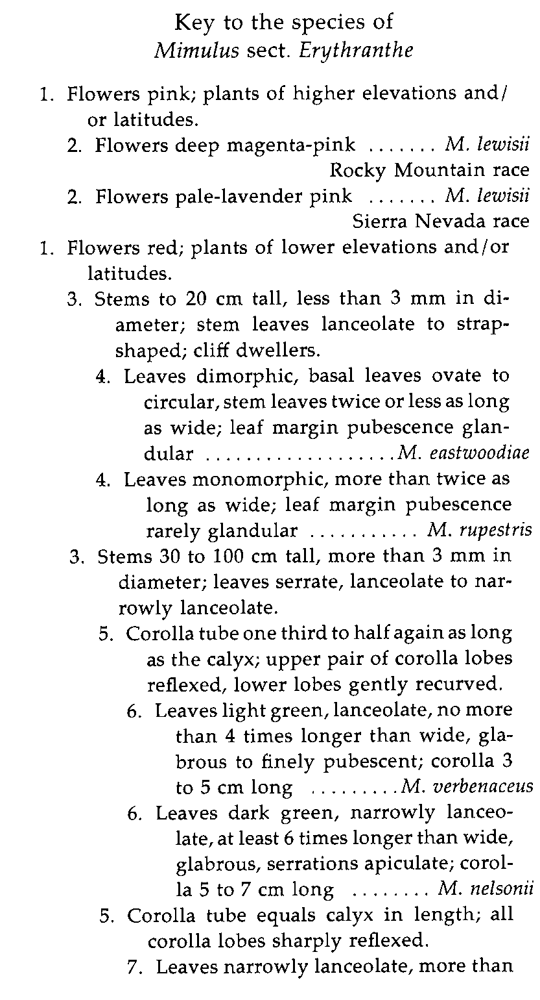 Key to the species of
Mimulus sect. Erythranthe
1. Flowers pink; plants of higher elevations and/
or latitudes.
2. Flowers deep magenta-pink ....... M. lewisii
Rocky Mountain race
2. Flowers pale-lavender pink ....... M. lewisii
Sierra Nevada race
1. Flowers red; plants of lower elevations and/or
latitudes.
3. Stems to 20 cm tall, less than 3 mm in di-
ameter; stem leaves lanceolate to strap-
shaped; cliff dwellers.
4. Leaves dimorphic, basal leaves ovate to
circular, stem leaves twice or less as long
as wide; leaf margin pubescence glan-
dular ................... M. eastwoodiae
4. Leaves monomorphic, more than twice as
long as wide; leaf margin pubescence
rarely glandular ........... M. rupestris
3. Stems 30 to 100 cm tall, more than 3 mm in
diameter; leaves serrate, lanceolate to nar-
rowly lanceolate.
5. Corolla tube one third to half again as long
as the calyx; upper pair of corolla lobes
reflexed, lower lobes gently recurved.
6. Leaves light green, lanceolate, no more
than 4 times longer than wide, gla-
brous to finely pubescent; corolla 3
to 5 cm long ......... M. verbenaceus
6. Leaves dark green, narrowly lanceo-
late, at least 6 times longer than wide,
glabrous, serrations apiculate; corol-
la 5 to 7 cm long ........ M. nelsonii
5. Corolla tube equals calyx in length; all
corolla lobes sharply reflexed.
7. Leaves narrowly lanceolate, more than